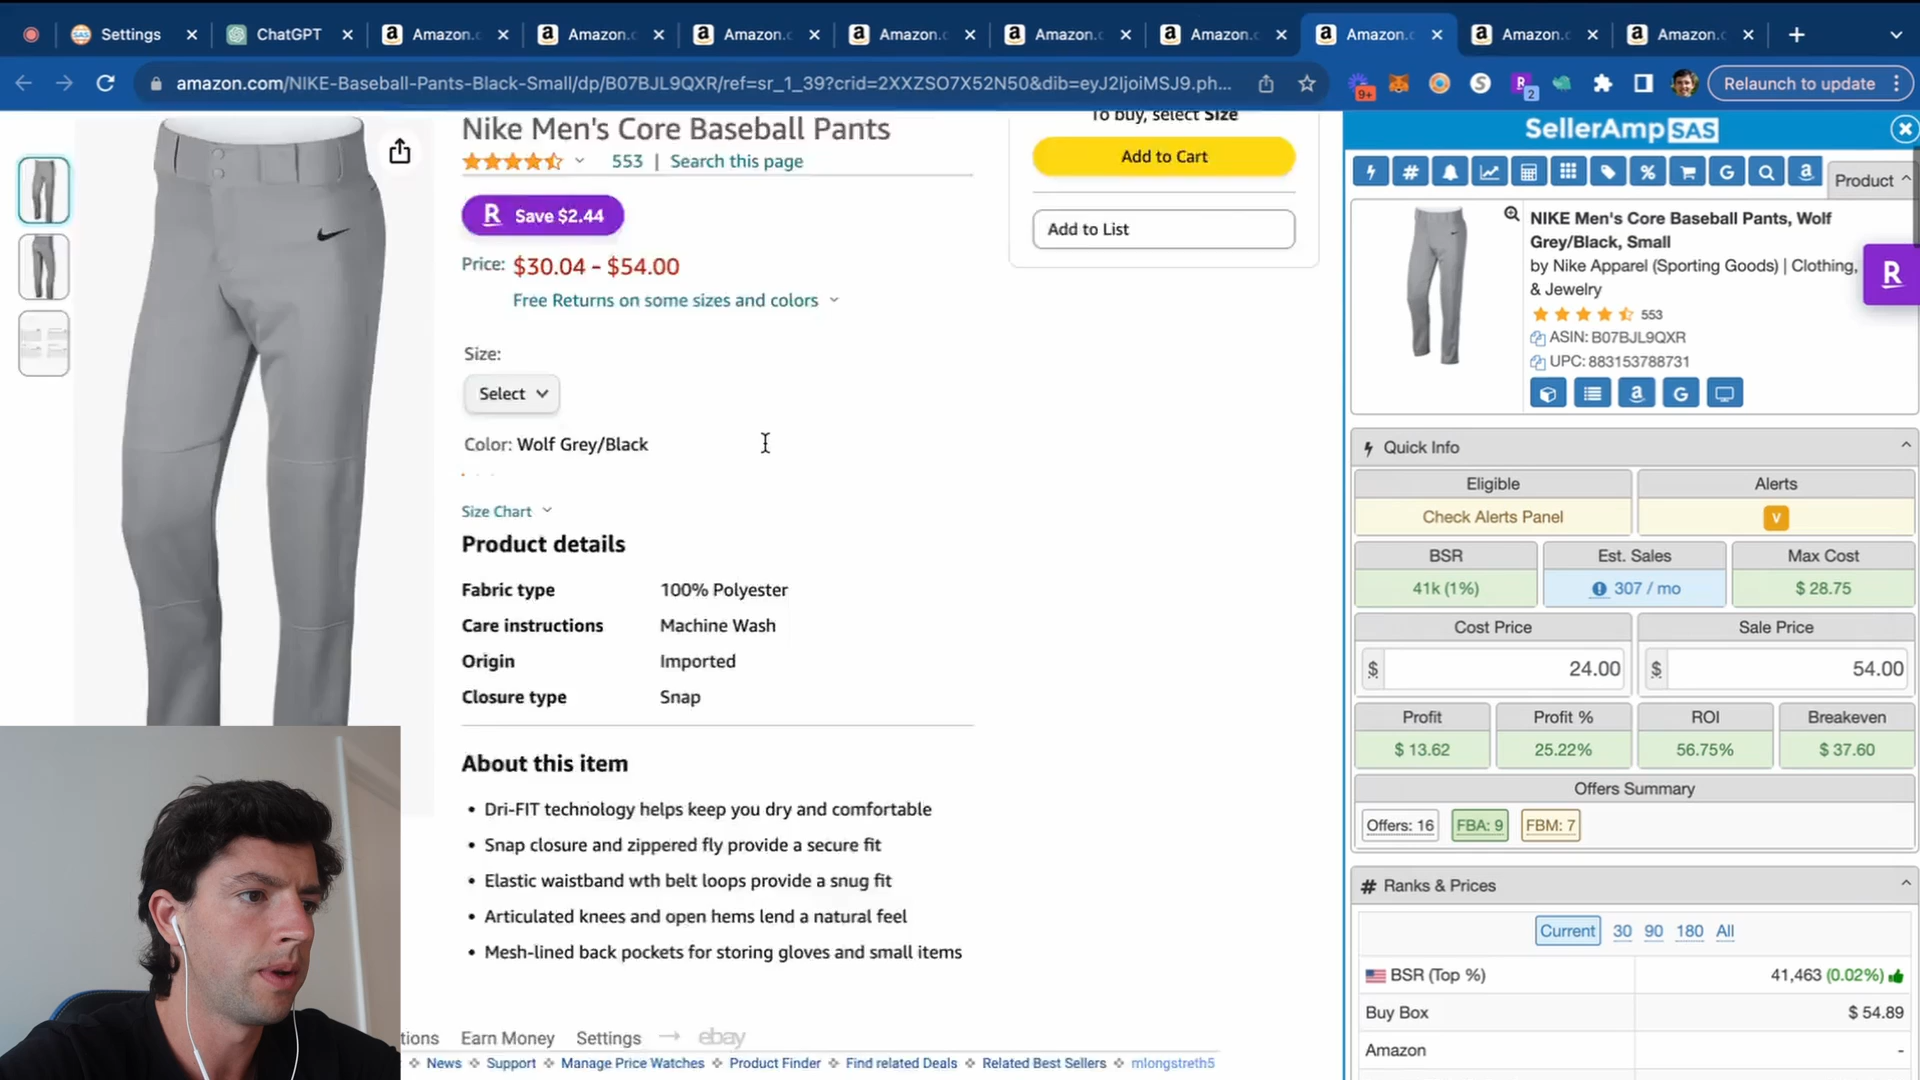 Settings
ChatGPT
Amazon.c
Amazon.c
Amazon.c
Amazon.c
Amazon.c
Amazon.c
Amazon.c
Amazon.c
Amazon.c
amazon.com/NIKE-Baseball-Pants-Black-Small/dp/B07BJL9QXR/ref=sr_1_39?crid=2XXZSO7X52N50&dib=eyJ2IjoiMSJ9.ph...
9+
2
Relaunch to update
Nike Men's Core Baseball Pants
553 | Search this page
R Save $2.44
Price: $30.04 - $54.00
Free Returns on some sizes and colors
Size:
Select
Color: Wolf Grey/Black
Size Chart
Product details
Fabric type 100% Polyester
Care instructions Machine Wash
Origin Imported
Closure type Snap
About this item
• Dri-FIT technology helps keep you dry and comfortable
• Snap closure and zippered fly provide a secure fit
• Elastic waistband wth belt loops provide a snug fit
• Articulated knees and open hems lend a natural feel
• Mesh-lined back pockets for storing gloves and small items
To buy, select Size
Add to Cart
Add to List
tions Earn Money Settings → ebay
News Support Manage Price Watches Product Finder Find related Deals Related Best Sellers mlongstreth5
SellerAmp SAS
Product
NIKE Men's Core Baseball Pants, Wolf
Grey/Black, Small
by Nike Apparel (Sporting Goods) | Clothing,
& Jewelry
553
ASIN: B07BJL9QXR
UPC: 883153788731
R
Quick Info
Eligible Alerts
Check Alerts Panel V
BSR Est. Sales Max Cost
41k (1%) 307 / mo $ 28.75
Cost Price Sale Price
$ 24.00 $ 54.00
Profit Profit % ROI Breakeven
$ 13.62 25.22% 56.75% $ 37.60
Offers Summary
Offers: 16 FBA: 9 FBM: 7
# Ranks & Prices
Current 30 90 180 All
BSR (Top %) 41,463 (0.02%)
Buy Box $ 54.89
Amazon -